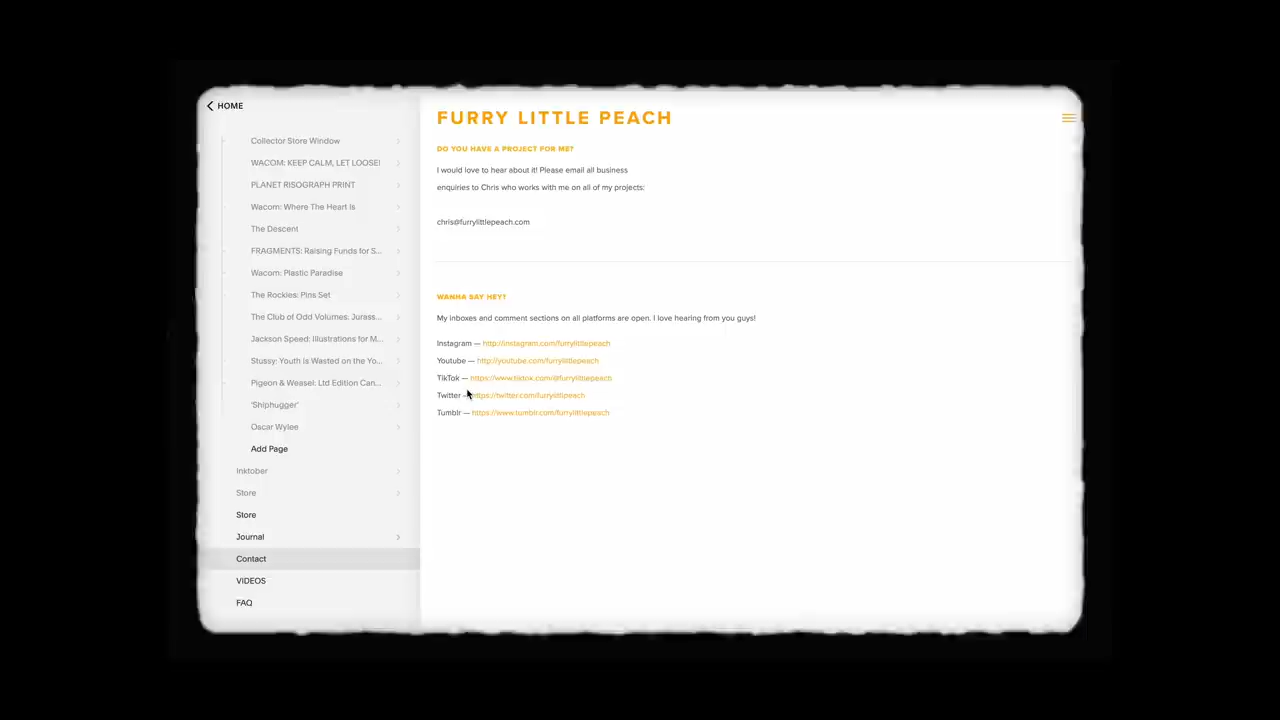 HOME
Collector Store Window
WACOM: KEEP CALM, LET LOOSE!
PLANET RISOGRAPH PRINT
Wacom: Where The Heart Is
The Descent
FRAGMENTS: Raising Funds for S...
Wacom: Plastic Paradise
The Rockies: Pins Set
The Club of Odd Volumes: Jurass...
Jackson Speed: Illustrations for M...
Stussy: Youth Is Wasted on the Yo...
Pigeon & Weasel: Ltd Edition Can...
'Shiphugger'
Oscar Wylee
Add Page
Inktober
Store
Store
Journal
Contact
VIDEOS
FAQ
FURRY LITTLE PEACH
DO YOU HAVE A PROJECT FOR ME?
I would love to hear about it! Please email all business
enquiries to Chris who works with me on all of my projects:
chris@furrylittlepeach.com
WANNA SAY HEY?
My inboxes and comment sections on all platforms are open. I love hearing from you guys!
Instagram — http://instagram.com/furrylittlepeach
Youtube — http://youtube.com/furrylittlepeach
TikTok — https://www.tiktok.com/@furrylittlepeach
Twitter — https://twitter.com/furrylittlepeach
Tumblr — https://www.tumblr.com/furrylittlepeach